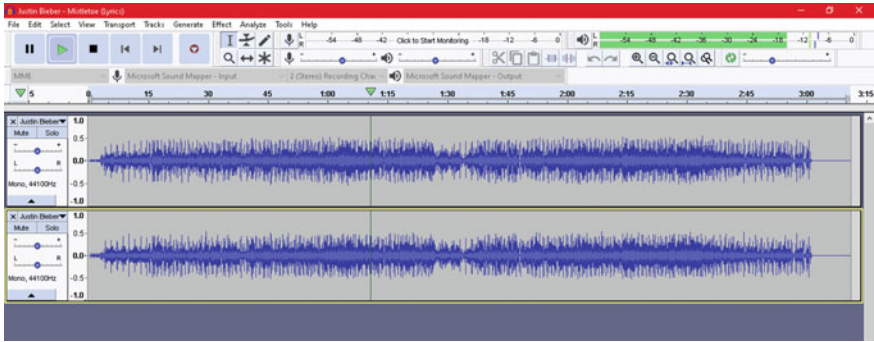 Justin Bieber - Mistletoe (Lyrics)
File Edit Select View Transport Tracks Generate Effect Analyze Tools Help
L R -54 -48 -42 Click to Start Monitoring -18 -12 -6 0 L R -54 -48 -42 -36 -30 -24 -18 -12 -6 0
MME Microsoft Sound Mapper - Input 2 (Stereo) Recording Chan Microsoft Sound Mapper - Output
15 0 15 30 45 1:00 1:15 1:30 1:45 2:00 2:15 2:30 2:45 3:00 3:15
X Justin Bieber 1.0
Mute Solo 0.5
- +
L R 0.0
Mono, 44100Hz -0.5
-1.0
X Justin Bieber 1.0
Mute Solo 0.5
- +
L R 0.0
Mono, 44100Hz -0.5
-1.0